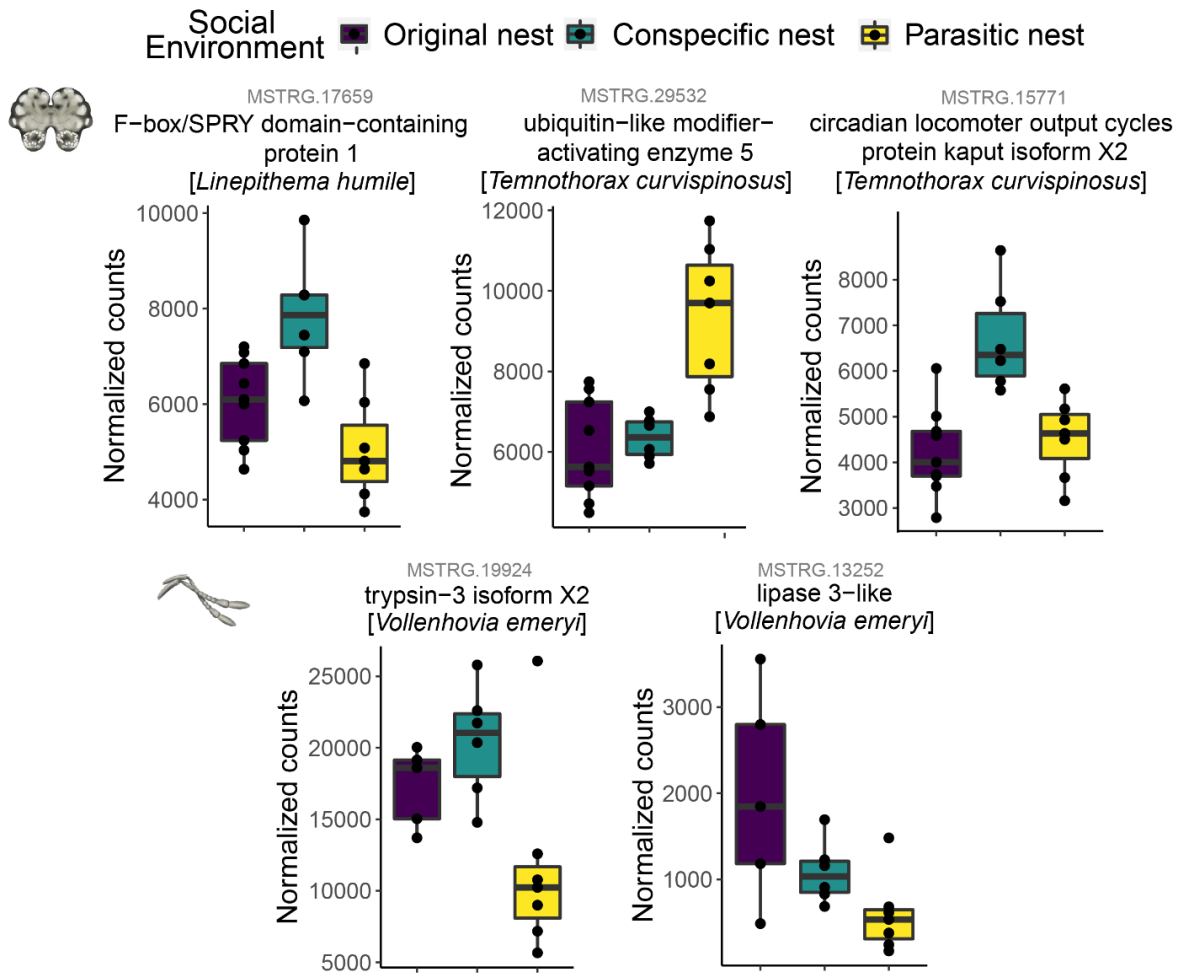 Social
Environment
Original nest
Conspecific nest
Parasitic nest
MSTRG.17659
F−box/SPRY domain−containing
protein 1
[Linepithema humile]
MSTRG.29532
ubiquitin−like modifier−
activating enzyme 5
[Temnothorax curvispinosus]
MSTRG.15771
circadian locomoter output cycles
protein kaput isoform X2
[Temnothorax curvispinosus]
Normalized counts
10000
8000
6000
4000
Normalized counts
12000
10000
8000
6000
Normalized counts
8000
7000
6000
5000
4000
3000
MSTRG.19924
trypsin−3 isoform X2
[Vollenhovia emeryi]
MSTRG.13252
lipase 3−like
[Vollenhovia emeryi]
Normalized counts
25000
20000
15000
10000
5000
Normalized counts
3000
2000
1000